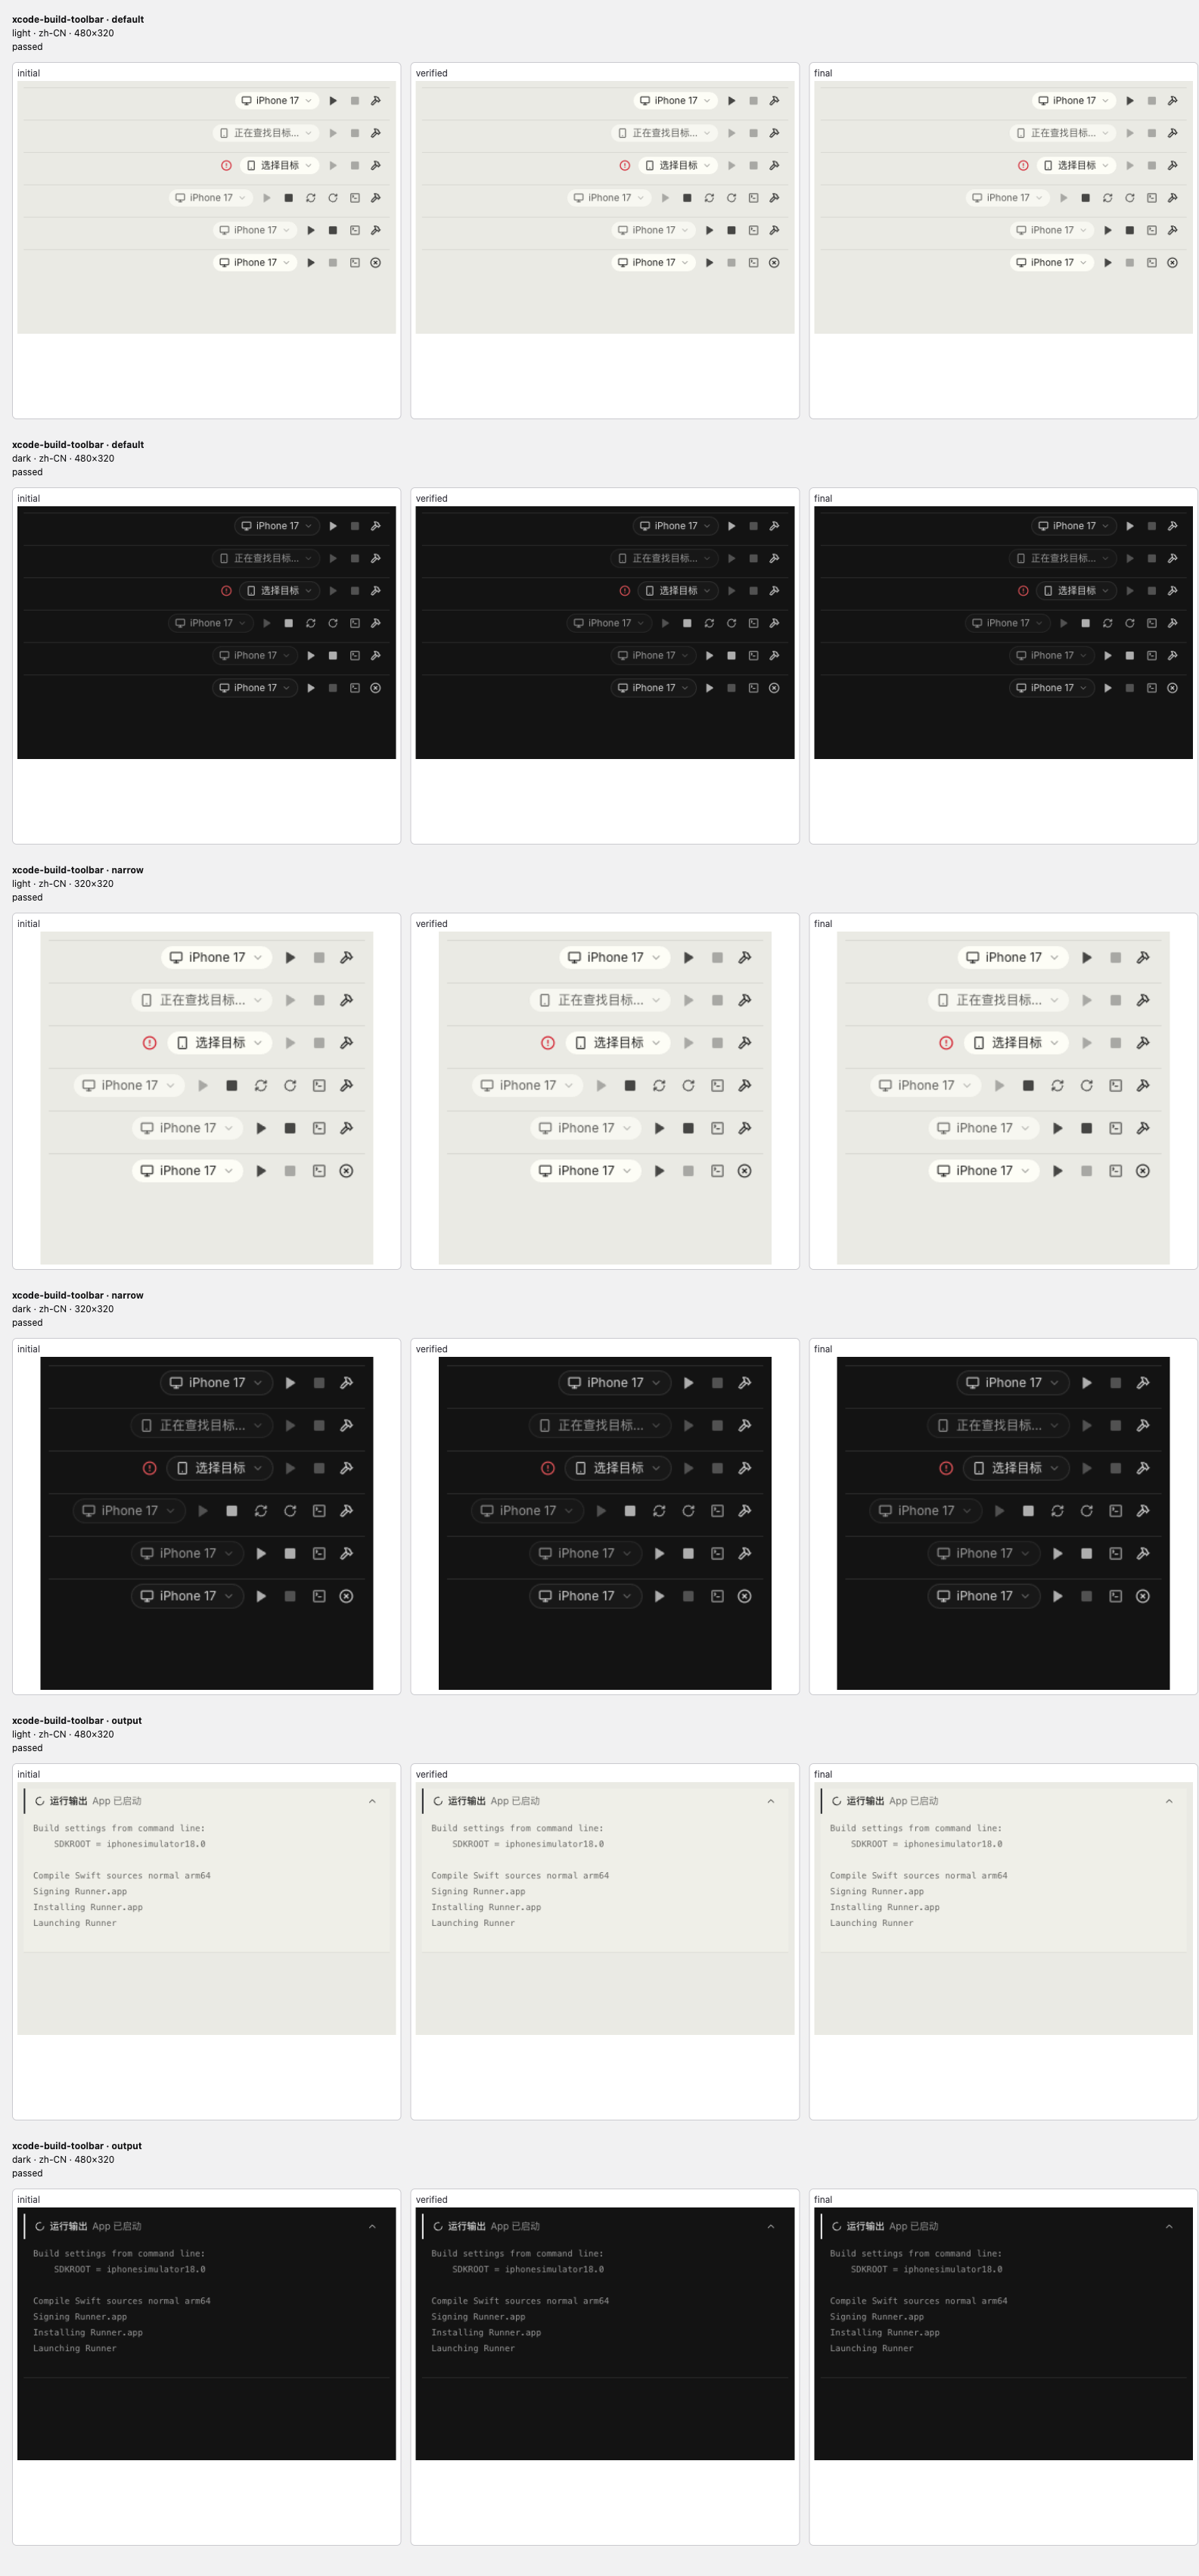 xcode-build-toolbar · default
light · zh-CN · 480×320
passed
initial
verified
final
iPhone 17
iPhone 17
iPhone 17
正在查找目标...
正在查找目标...
正在查找目标...
选择目标
选择目标
选择目标
iPhone 17
iPhone 17
iPhone 17
iPhone 17
iPhone 17
iPhone 17
iPhone 17
iPhone 17
iPhone 17
xcode-build-toolbar · default
dark · zh-CN · 480×320
passed
initial
verified
final
iPhone 17
iPhone 17
iPhone 17
正在查找目标...
正在查找目标...
正在查找目标...
选择目标
选择目标
选择目标
iPhone 17
iPhone 17
iPhone 17
iPhone 17
iPhone 17
iPhone 17
iPhone 17
iPhone 17
iPhone 17
xcode-build-toolbar · narrow
light · zh-CN · 320×320
passed
initial
verified
final
iPhone 17
iPhone 17
iPhone 17
正在查找目标...
正在查找目标...
正在查找目标...
选择目标
选择目标
选择目标
iPhone 17
iPhone 17
iPhone 17
iPhone 17
iPhone 17
iPhone 17
iPhone 17
iPhone 17
iPhone 17
xcode-build-toolbar · narrow
dark · zh-CN · 320×320
passed
initial
verified
final
iPhone 17
iPhone 17
iPhone 17
正在查找目标...
正在查找目标...
正在查找目标...
选择目标
选择目标
选择目标
iPhone 17
iPhone 17
iPhone 17
iPhone 17
iPhone 17
iPhone 17
iPhone 17
iPhone 17
iPhone 17
xcode-build-toolbar · output
light · zh-CN · 480×320
passed
initial
运行输出 App 已启动
Build settings from command line:
SDKROOT = iphonesimulator18.0
Compile Swift sources normal arm64
Signing Runner.app
Installing Runner.app
Launching Runner
verified
运行输出 App 已启动
Build settings from command line:
SDKROOT = iphonesimulator18.0
Compile Swift sources normal arm64
Signing Runner.app
Installing Runner.app
Launching Runner
final
运行输出 App 已启动
Build settings from command line:
SDKROOT = iphonesimulator18.0
Compile Swift sources normal arm64
Signing Runner.app
Installing Runner.app
Launching Runner
xcode-build-toolbar · output
dark · zh-CN · 480×320
passed
initial
运行输出 App 已启动
Build settings from command line:
SDKROOT = iphonesimulator18.0
Compile Swift sources normal arm64
Signing Runner.app
Installing Runner.app
Launching Runner
verified
运行输出 App 已启动
Build settings from command line:
SDKROOT = iphonesimulator18.0
Compile Swift sources normal arm64
Signing Runner.app
Installing Runner.app
Launching Runner
final
运行输出 App 已启动
Build settings from command line:
SDKROOT = iphonesimulator18.0
Compile Swift sources normal arm64
Signing Runner.app
Installing Runner.app
Launching Runner